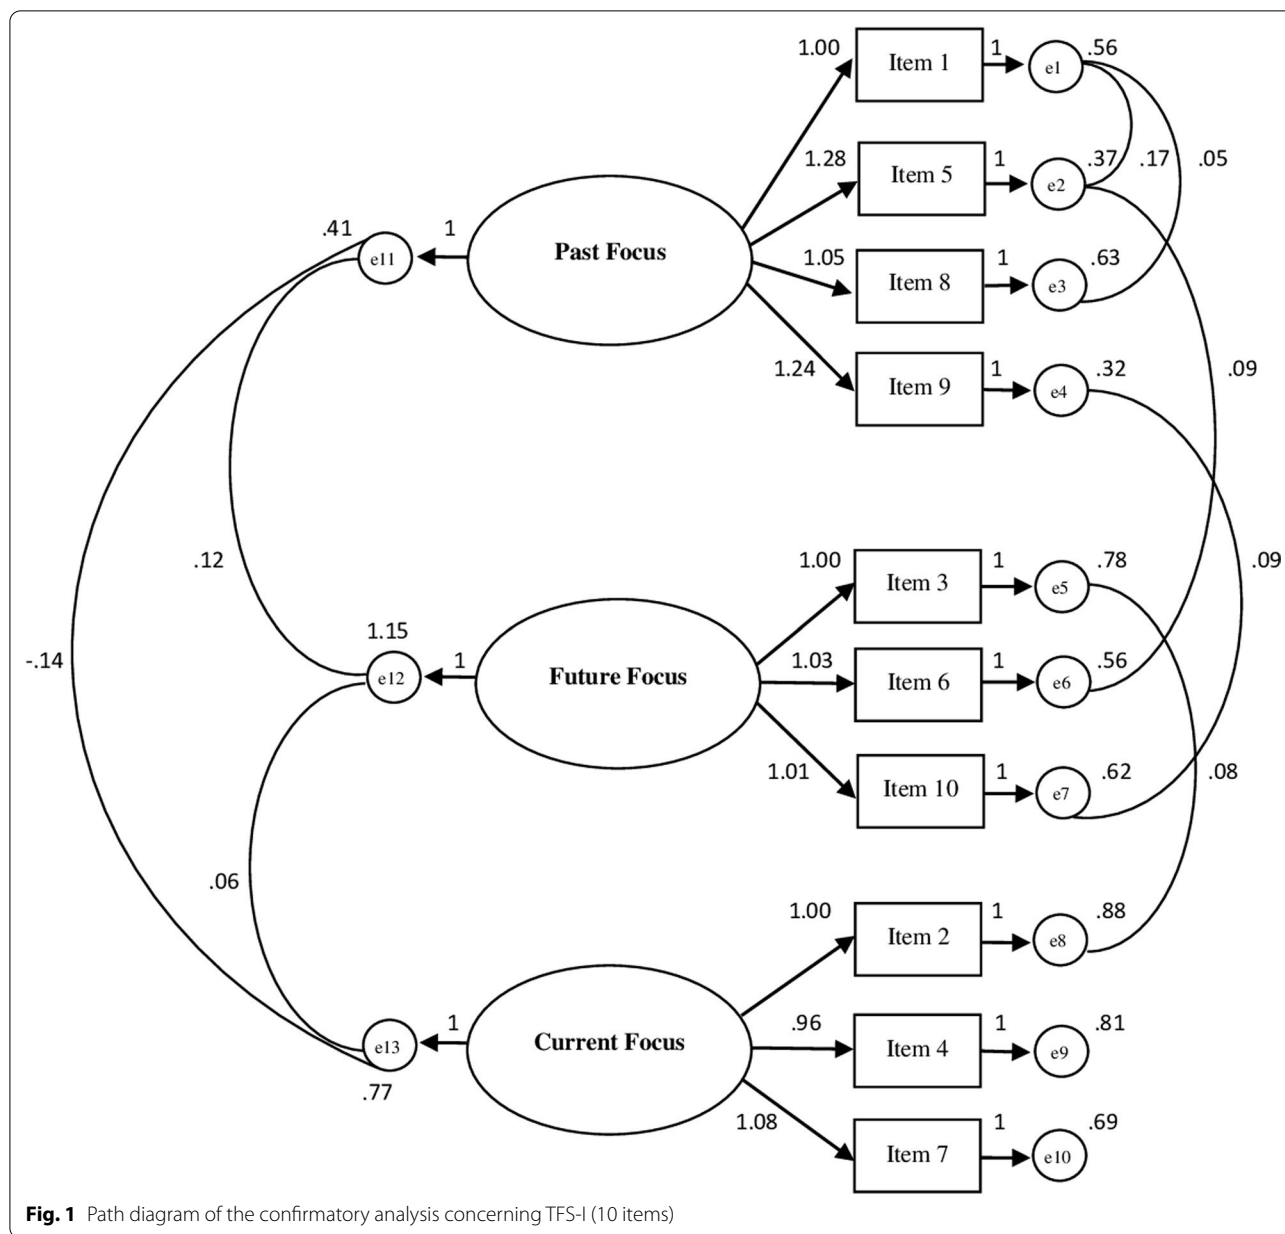 1.00
Item 1
1
e1
.56
1.28
Item 5
1
e2
.37
.17
.05
.41
e11
1
Past Focus
1.05
Item 8
1
e3
.63
1.24
Item 9
1
e4
.32
.09
.12
1.00
Item 3
1
e5
.78
.09
-.14
1.15
e12
1
Future Focus
1.03
Item 6
1
e6
.56
1.01
Item 10
1
e7
.62
.08
.06
1.00
Item 2
1
e8
.88
e13
1
.77
Current Focus
.96
Item 4
1
e9
.81
1.08
Item 7
1
e10
.69
Fig. 1 Path diagram of the confirmatory analysis concerning TFS-I (10 items)